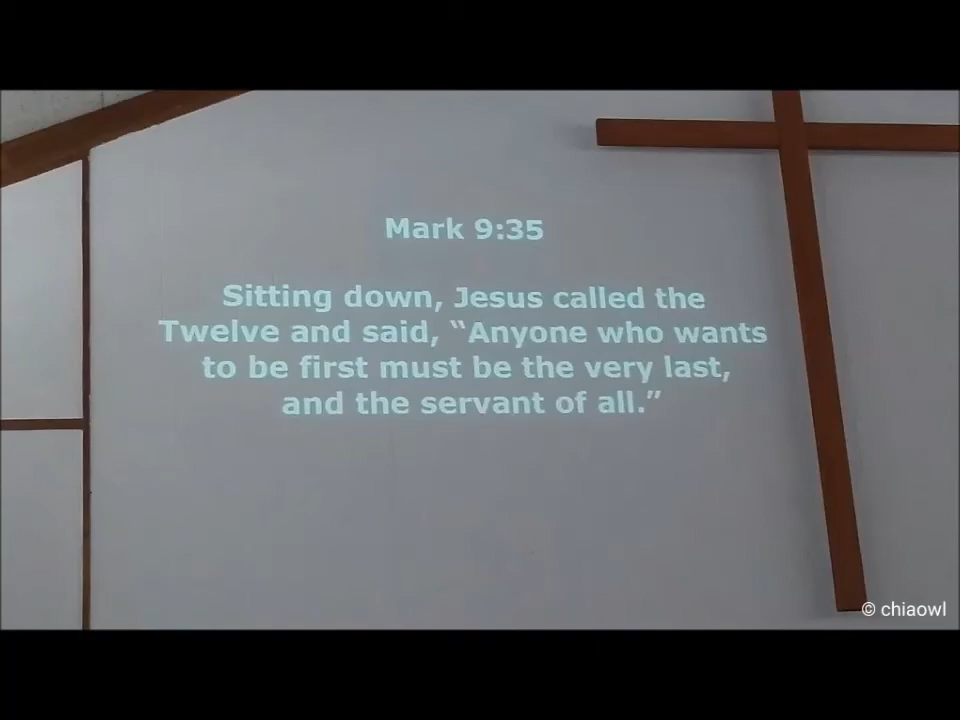 Mark 9:35
Sitting down, Jesus called the
Twelve and said, “Anyone who wants
to be first must be the very last,
and the servant of all.”
© chiaowl